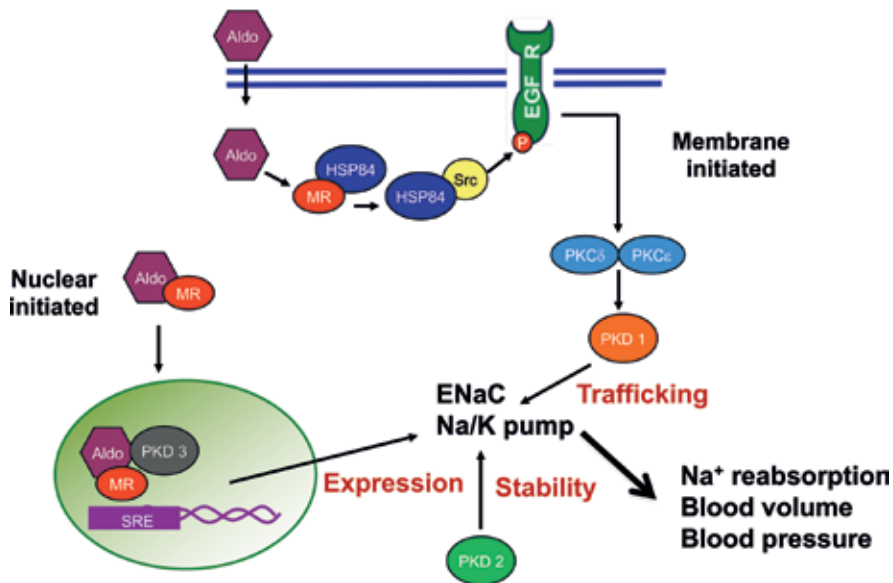 Aldo
EGF R
P
Aldo
HSP84
MR
HSP84
Src
Membrane
initiated
PKCδ
PKCε
PKD 1
Nuclear
initiated
Aldo
MR
ENaC
Na/K pump
Trafficking
Aldo
PKD 3
MR
SRE
Expression
Stability
PKD 2
Na⁺ reabsorption
Blood volume
Blood pressure